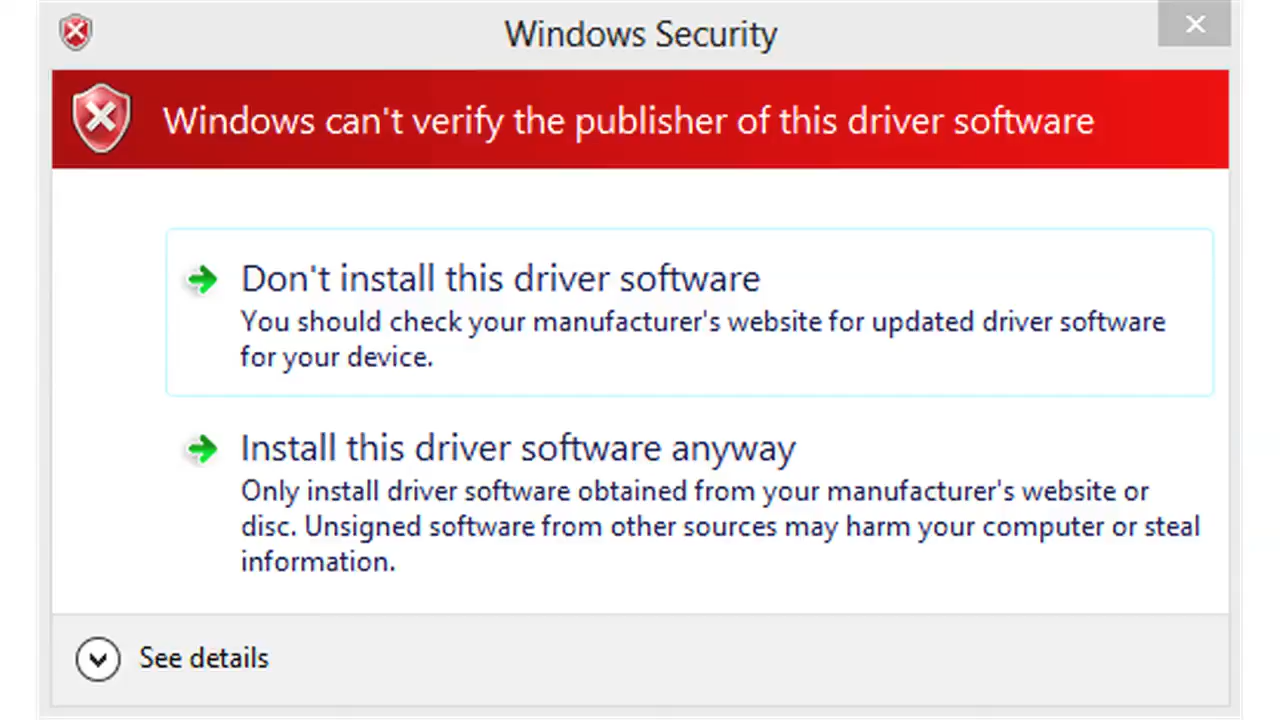 Windows Security
Windows can't verify the publisher of this driver software
Don't install this driver software
You should check your manufacturer's website for updated driver software
for your device.
Install this driver software anyway
Only install driver software obtained from your manufacturer's website or
disc. Unsigned software from other sources may harm your computer or steal
information.
See details